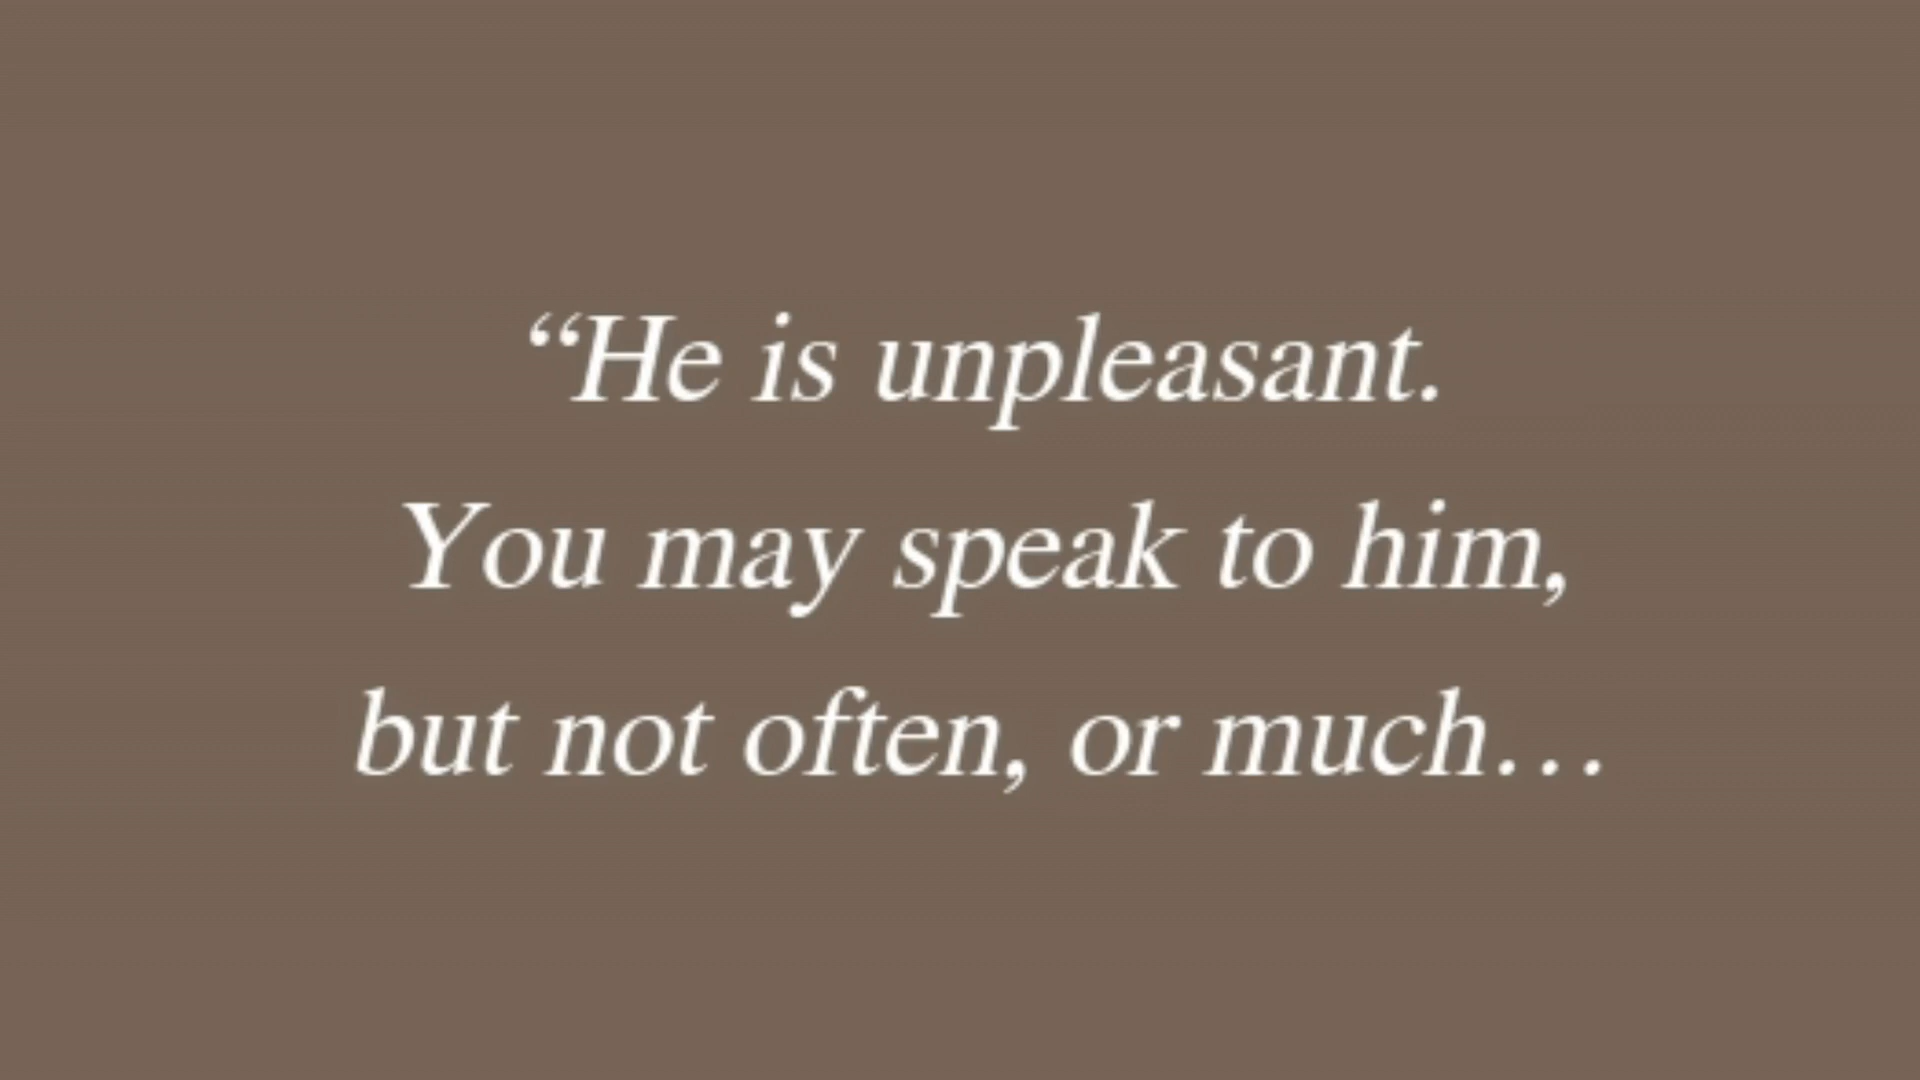 “He is unpleasant.
You may speak to him,
but not often, or much…